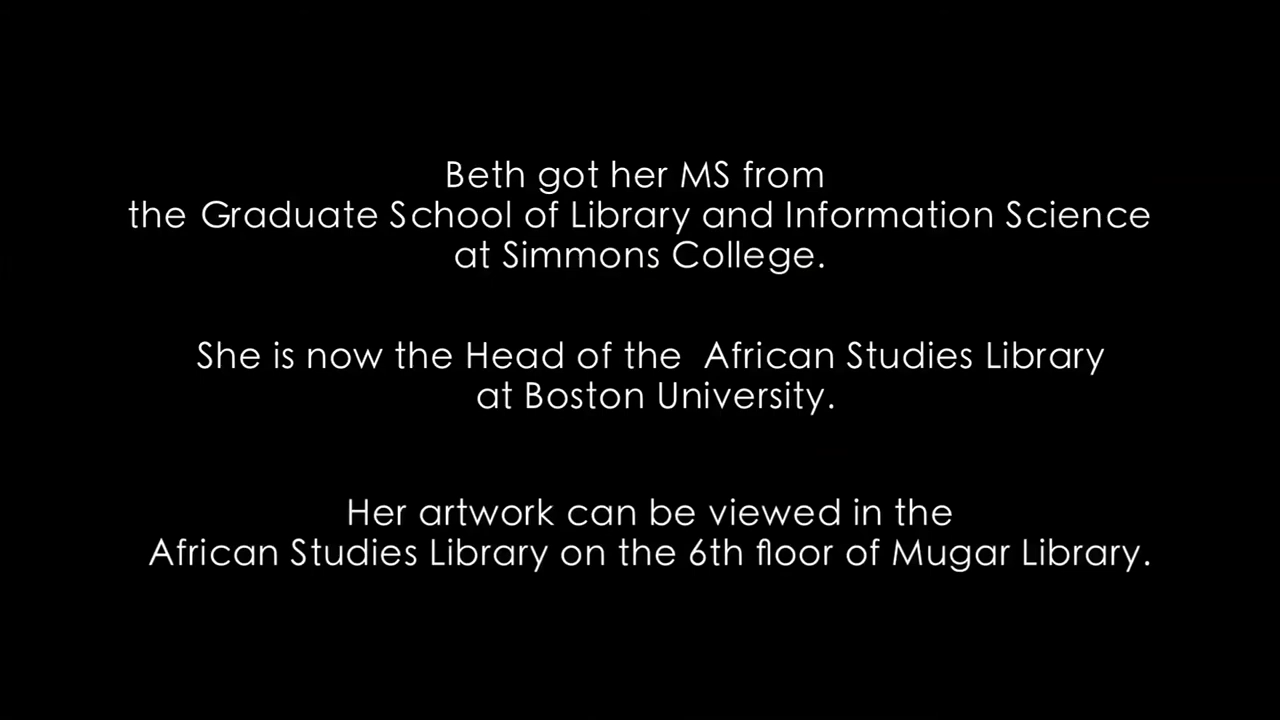 Beth got her MS from
the Graduate School of Library and Information Science
at Simmons College.
She is now the Head of the  African Studies Library
at Boston University.
Her artwork can be viewed in the
African Studies Library on the 6th floor of Mugar Library.